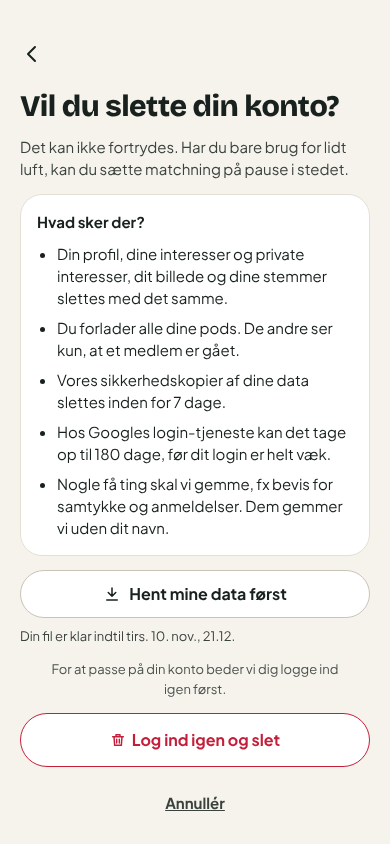 Vil du slette din konto?
Det kan ikke fortrydes. Har du bare brug for lidt
luft, kan du sætte matchning på pause i stedet.
Hvad sker der?
• Din profil, dine interesser og private
interesser, dit billede og dine stemmer
slettes med det samme.
• Du forlader alle dine pods. De andre ser
kun, at et medlem er gået.
• Vores sikkerhedskopier af dine data
slettes inden for 7 dage.
• Hos Googles login-tjeneste kan det tage
op til 180 dage, før dit login er helt væk.
• Nogle få ting skal vi gemme, fx bevis for
samtykke og anmeldelser. Dem gemmer
vi uden dit navn.
Hent mine data først
Din fil er klar indtil tirs. 10. nov., 21.12.
For at passe på din konto beder vi dig logge ind
igen først.
Log ind igen og slet
Annullér